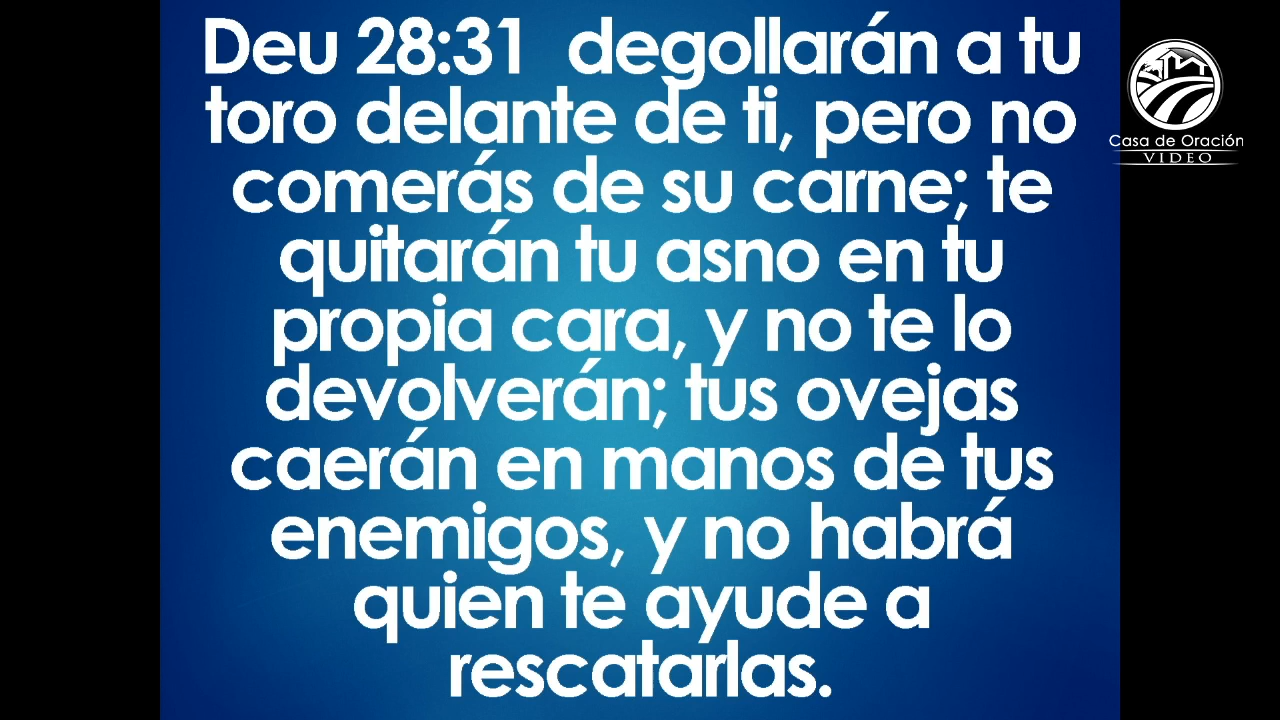 Deu 28:31  degollarán a tu
toro delante de ti, pero no
comerás de su carne; te
quitarán tu asno en tu
propia cara, y no te lo
devolverán; tus ovejas
caerán en manos de tus
enemigos, y no habrá
quien te ayude a
rescatarlas.
Casa de Oración
VIDEO